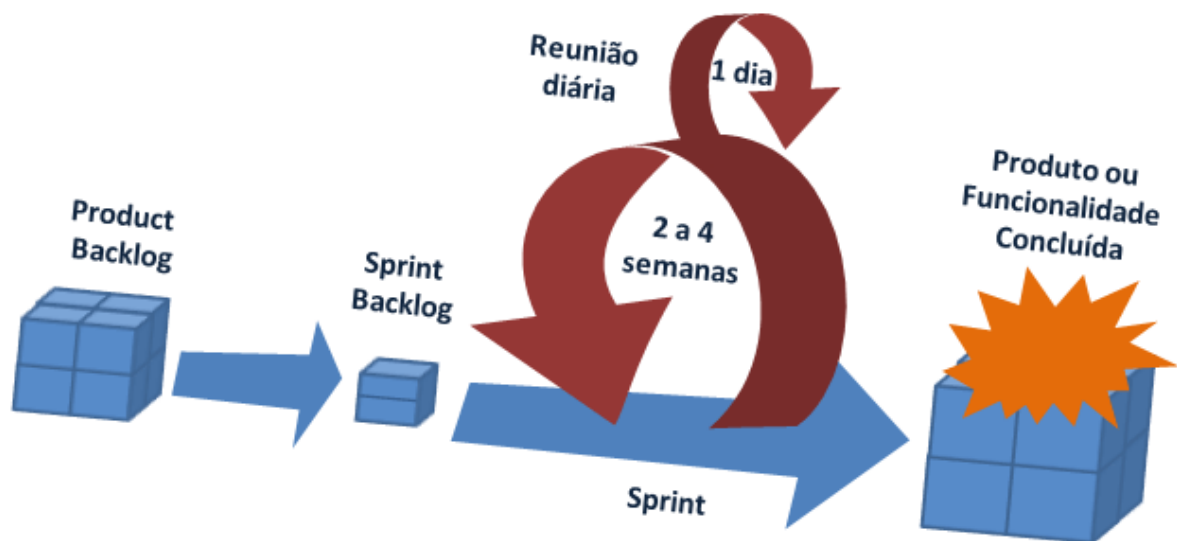 Product
Backlog
Sprint
Backlog
Reunião
diária
1 dia
2 a 4
semanas
Sprint
Produto ou
Funcionalidade
Concluída